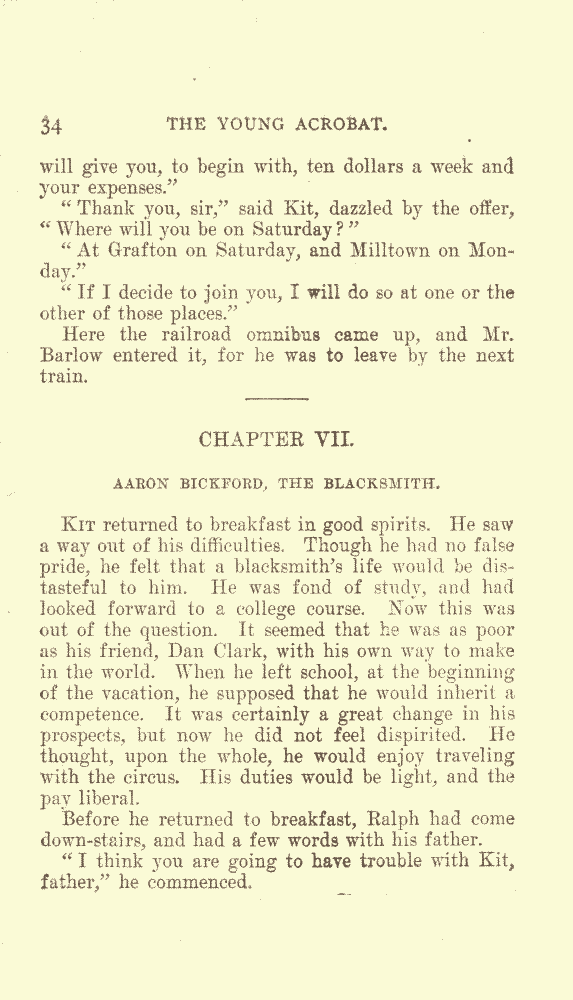 34 THE YOUNG ACROBAT.
will give you, to begin with, ten dollars a week and
your expenses.”
“ Thank you, sir,” said Kit, dazzled by the offer,
“ Where will you be on Saturday ? ”
“ At Grafton on Saturday, and Milltown on Mon-
day.”
“ If I decide to join you, I will do so at one or the
other of those places.”
Here the railroad omnibus came up, and Mr.
Barlow entered it, for he was to leave by the next
train.
CHAPTER VII.
AARON BICKFORD, THE BLACKSMITH.
KIT returned to breakfast in good spirits. He saw
a way out of his difficulties. Though he had no false
pride, he felt that a blacksmith’s life would be dis-
tasteful to him. He was fond of study, and had
looked forward to a college course. Now this was
out of the question. It seemed that he was as poor
as his friend, Dan Clark, with his own way to make
in the world. When he left school, at the beginning
of the vacation, he supposed that he would inherit a
competence. It was certainly a great change in his
prospects, but now he did not feel dispirited. He
thought, upon the whole, he would enjoy traveling
with the circus. His duties would be light, and the
pay liberal.
Before he returned to breakfast, Ralph had come
down-stairs, and had a few words with his father.
“ I think you are going to have trouble with Kit,
father,” he commenced.